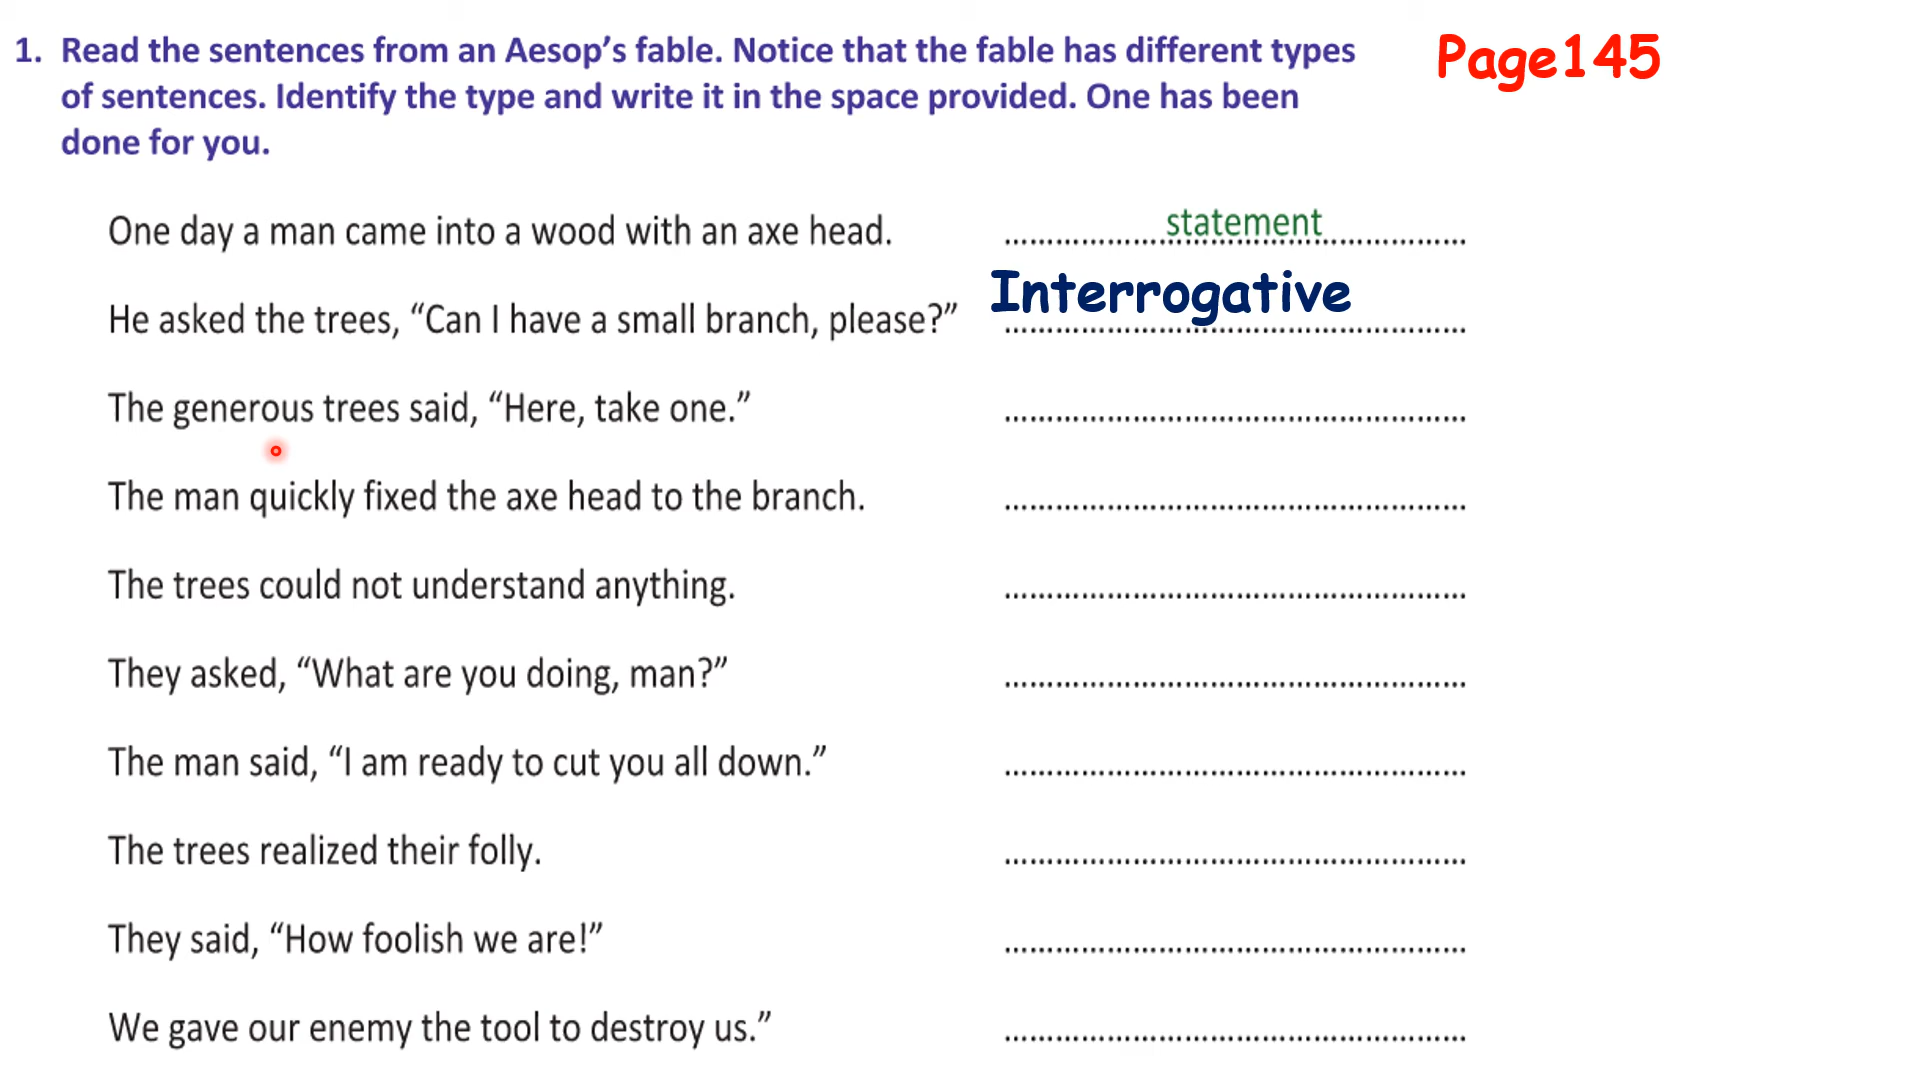 1. Read the sentences from an Aesop’s fable. Notice that the fable has different types
of sentences. Identify the type and write it in the space provided. One has been
done for you.
Page145
One day a man came into a wood with an axe head. statement
He asked the trees, “Can I have a small branch, please?” Interrogative
The generous trees said, “Here, take one.”
The man quickly fixed the axe head to the branch.
The trees could not understand anything.
They asked, “What are you doing, man?”
The man said, “I am ready to cut you all down.”
The trees realized their folly.
They said, “How foolish we are!”
We gave our enemy the tool to destroy us.”